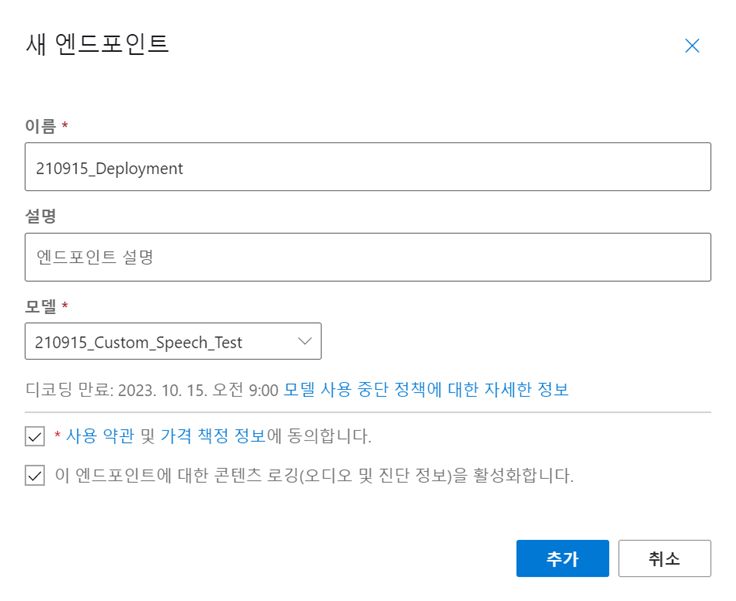 새 엔드포인트
이름 *
210915_Deployment
설명
엔드포인트 설명
모델 *
210915_Custom_Speech_Test
디코딩 만료: 2023. 10. 15. 오전 9:00 모델 사용 중단 정책에 대한 자세한 정보
* 사용 약관 및 가격 책정 정보에 동의합니다.
이 엔드포인트에 대한 콘텐츠 로깅(오디오 및 진단 정보)을 활성화합니다.
추가 취소